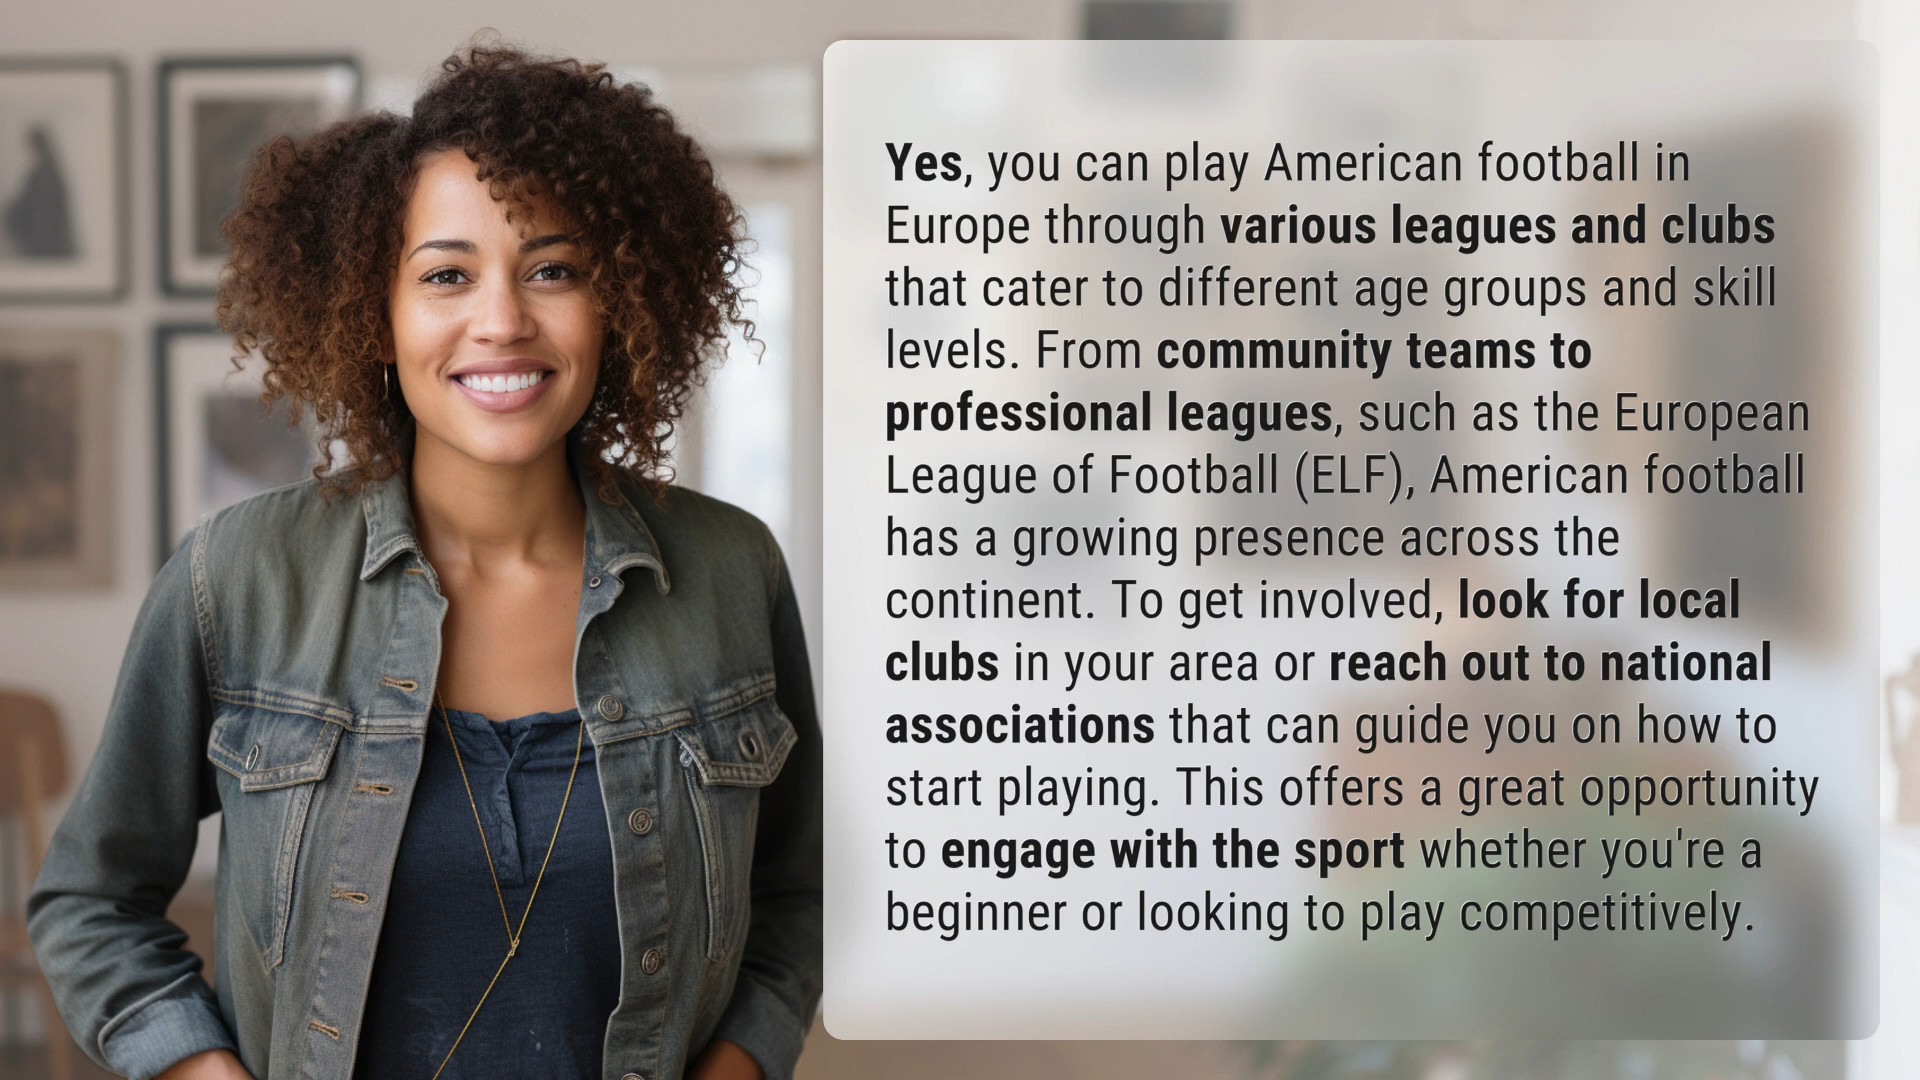 Yes, you can play American football in
Europe through various leagues and clubs
that cater to different age groups and skill
levels. From community teams to
professional leagues, such as the European
League of Football (ELF), American football
has a growing presence across the
continent. To get involved, look for local
clubs in your area or reach out to national
associations that can guide you on how to
start playing. This offers a great opportunity
to engage with the sport whether you're a
beginner or looking to play competitively.